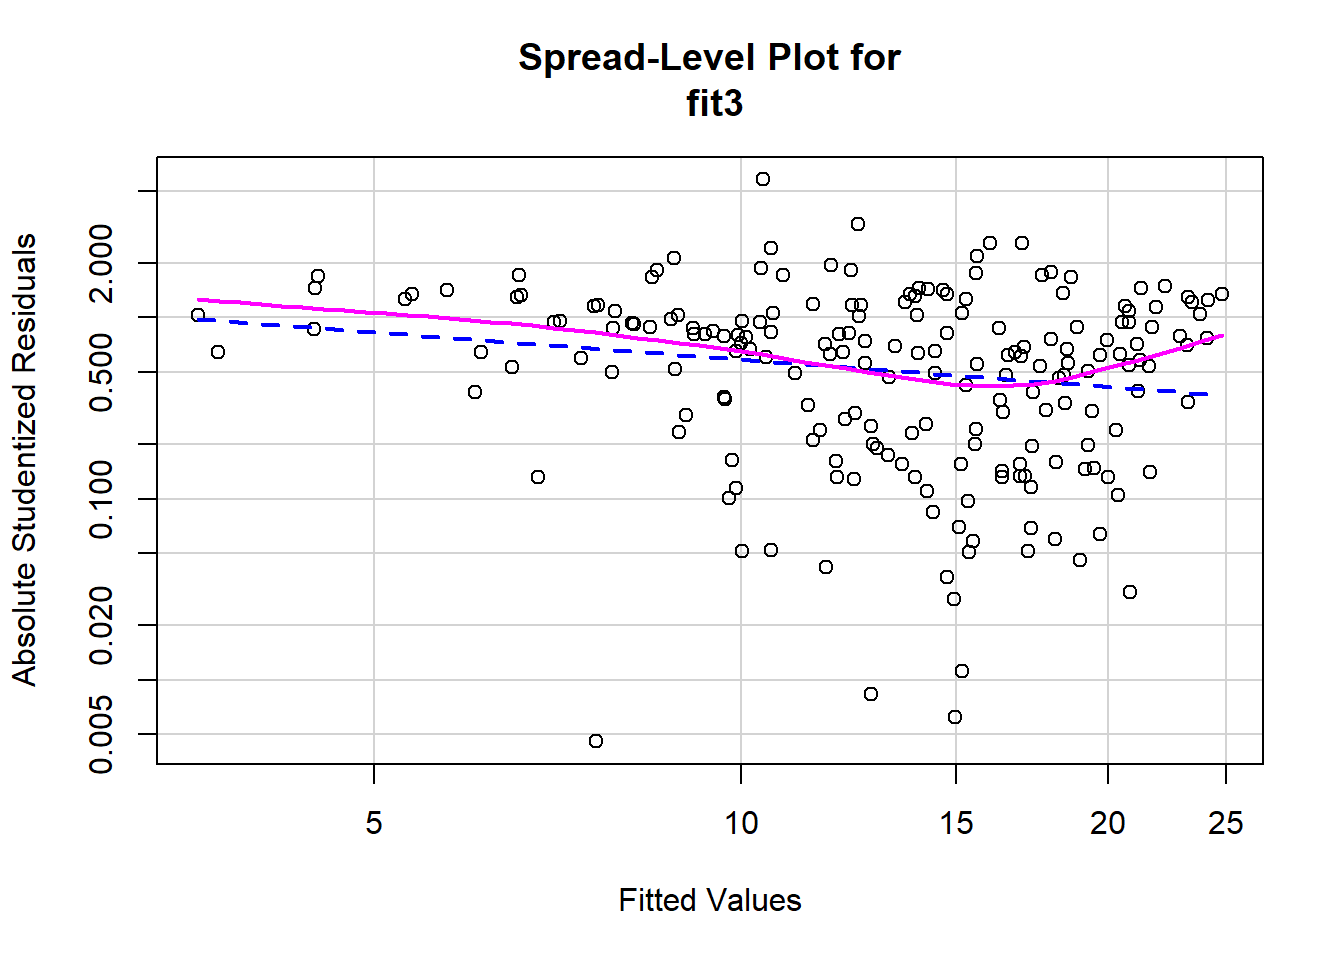 Spread-Level Plot for
fit3
Absolute Studentized Residuals
2.000
0.500
0.100
0.020
0.005
5 10 15 20 25
Fitted Values